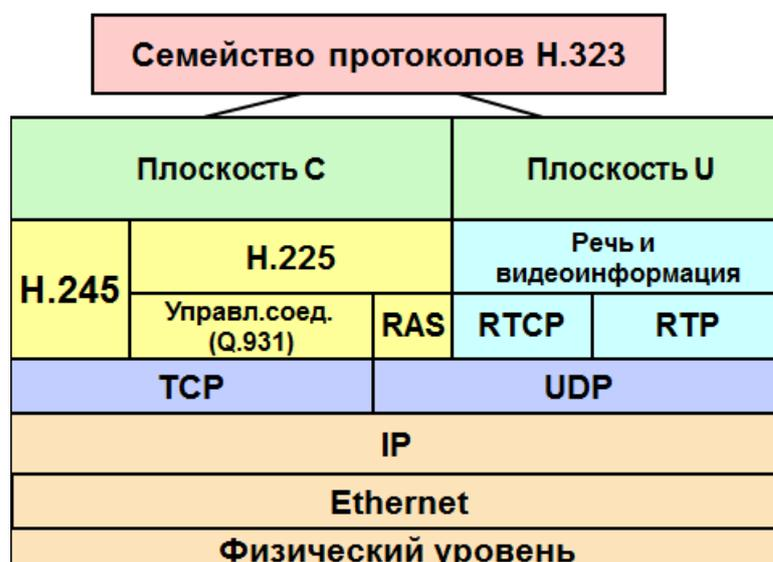 Семейство протоколов H.323
Плоскость С
Плоскость U
H.245
H.225
Речь и
видеоинформация
Управл.соед.
(Q.931)
RAS
RTCP
RTP
TCP
UDP
IP
Ethernet
Физический уровень